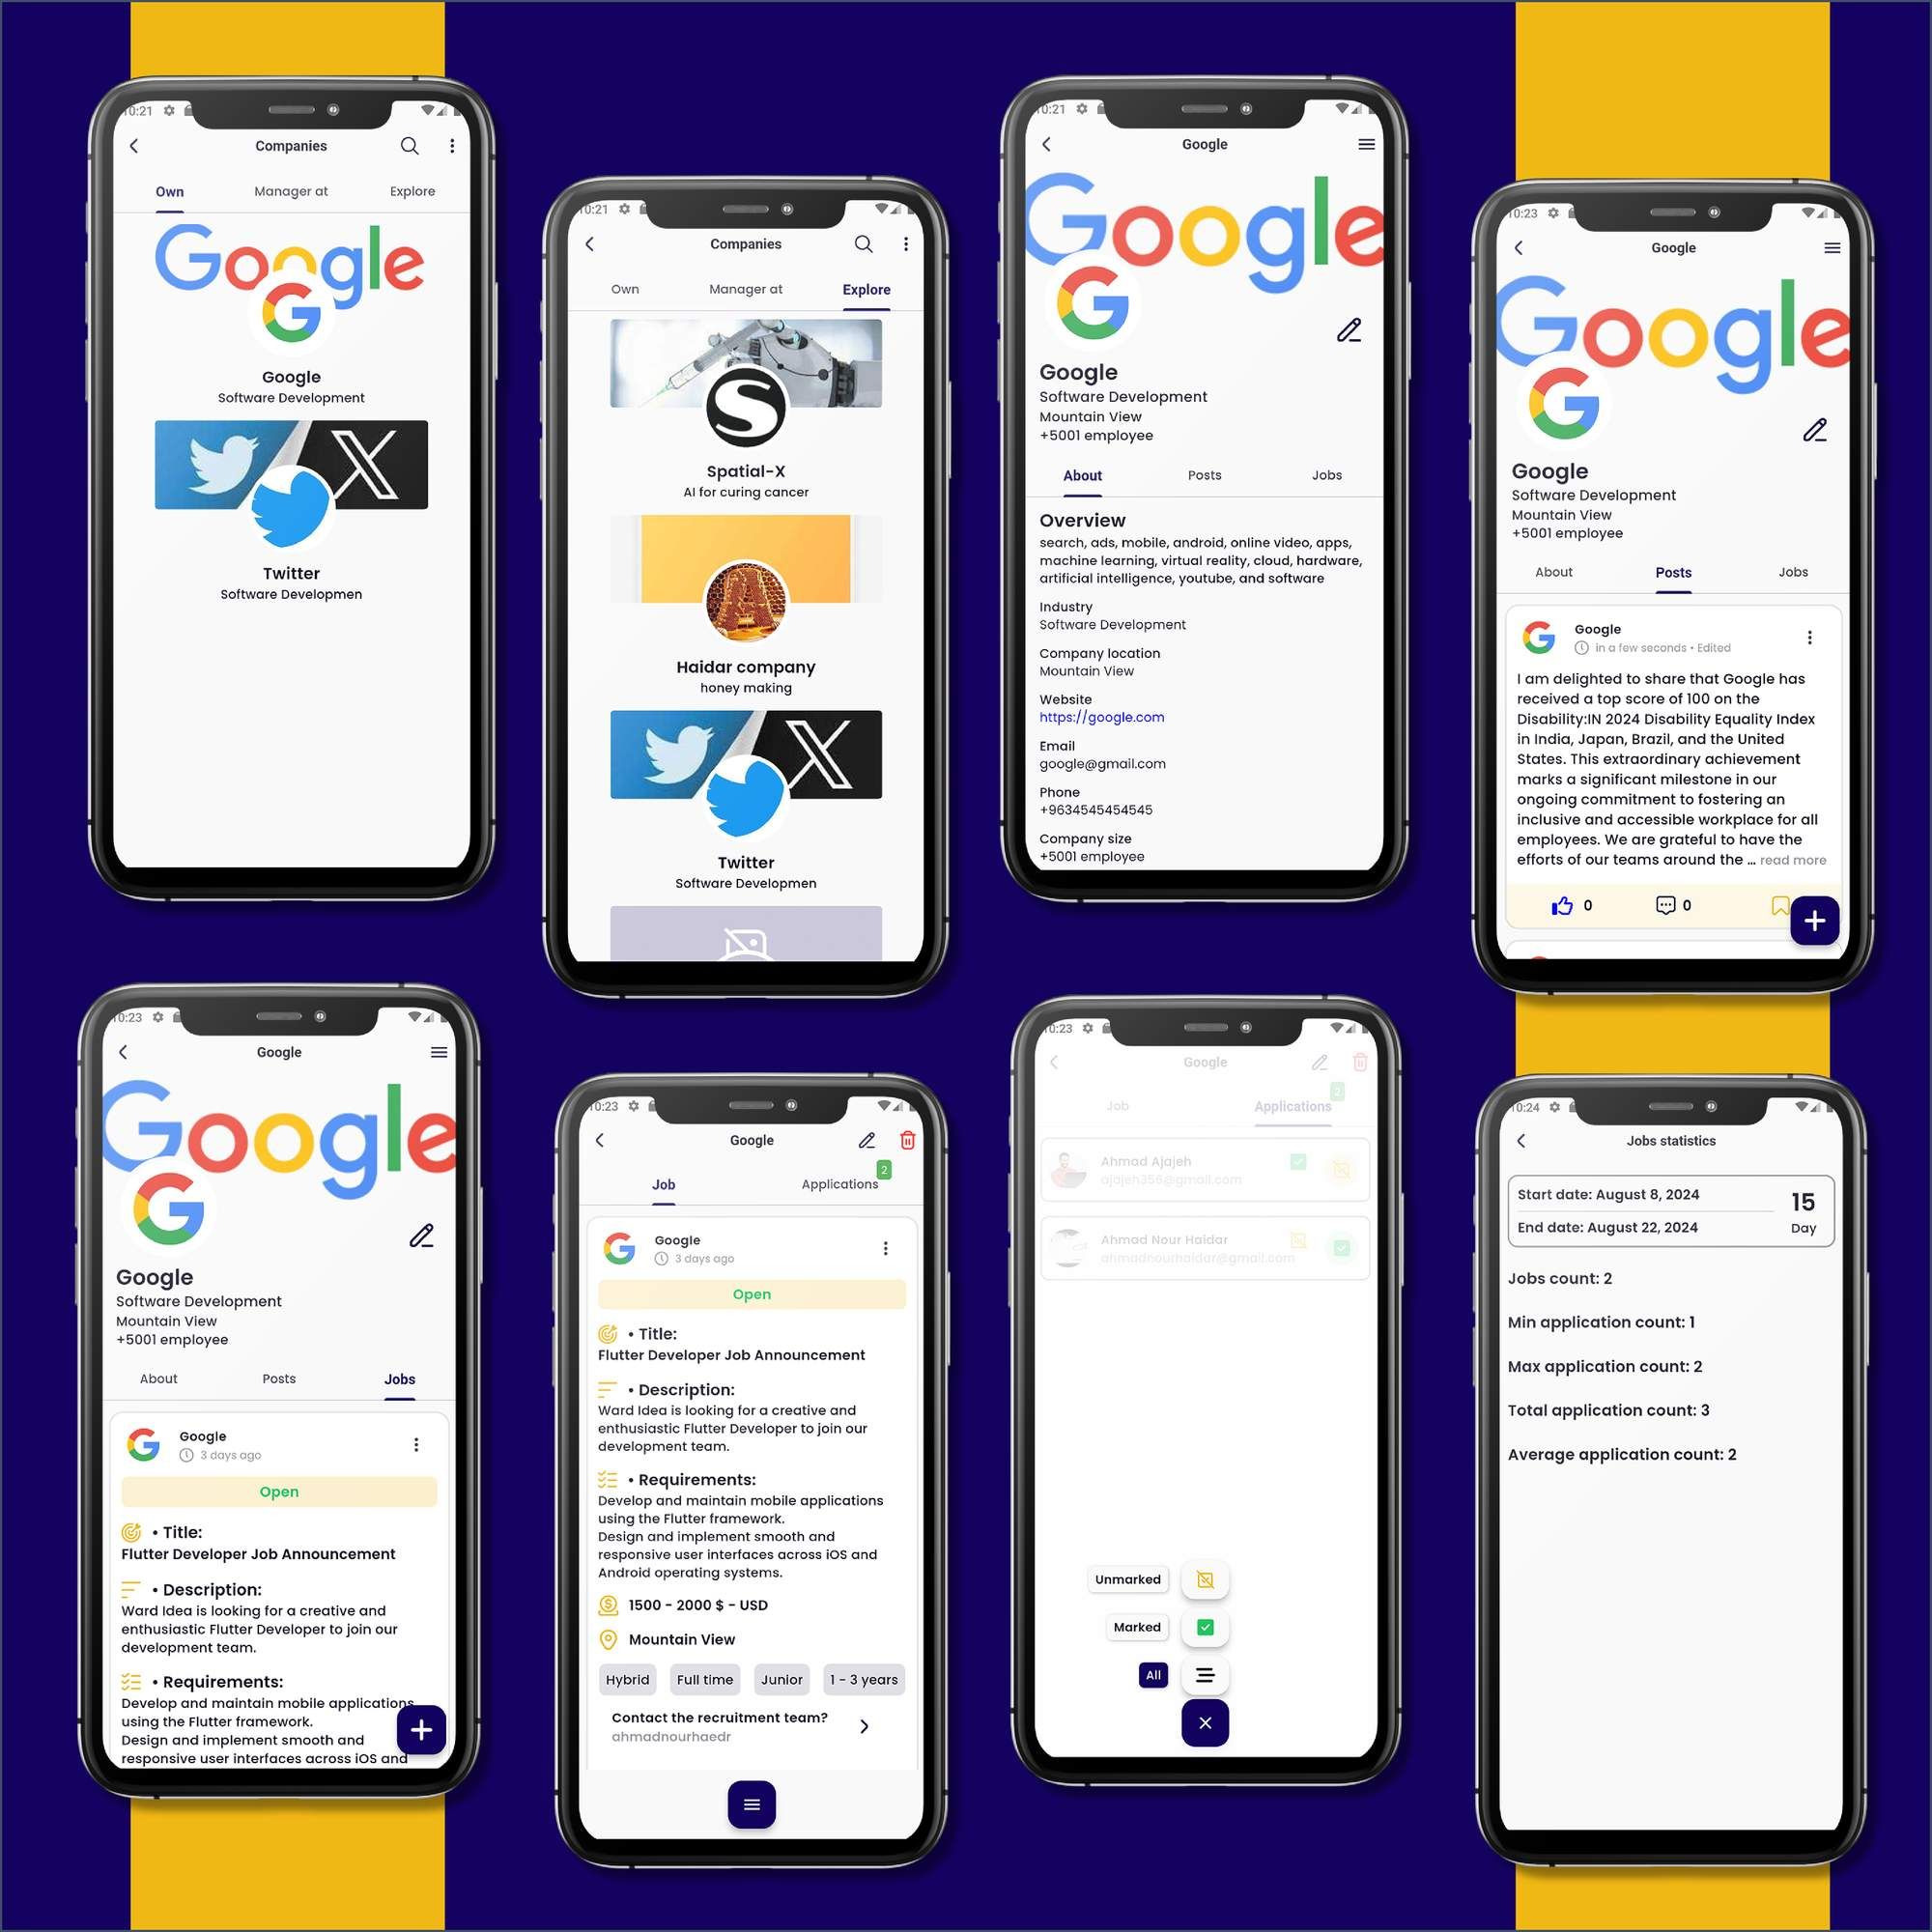 10:21
Companies
Own Manager at Explore
Google
G
Google
Software Development
X
Twitter
Software Developmen
10:21
Companies
Own Manager at Explore
S
Spatial-X
AI for curing cancer
Haidar company
honey making
X
Twitter
Software Developmen
10:21
Google
Google
G
Google
Software Development
Mountain View
+5001 employee
About Posts Jobs
Overview
search, ads, mobile, android, online video, apps,
machine learning, virtual reality, cloud, hardware,
artificial intelligence, youtube, and software
Industry
Software Development
Company location
Mountain View
Website
https://google.com
Email
google@gmail.com
Phone
+9634545454545
Company size
+5001 employee
10:23
Google
Google
G
Google
Software Development
Mountain View
+5001 employee
About Posts Jobs
G
Google
in a few seconds • Edited
I am delighted to share that Google has
received a top score of 100 on the
Disability:IN 2024 Disability Equality Index
in India, Japan, Brazil, and the United
States. This extraordinary achievement
marks a significant milestone in our
ongoing commitment to fostering an
inclusive and accessible workplace for all
employees. We are grateful to have the
efforts of our teams around the ... read more
0 0
10:23
Google
Google
G
Google
Software Development
Mountain View
+5001 employee
About Posts Jobs
G
Google
3 days ago
Open
• Title:
Flutter Developer Job Announcement
• Description:
Ward Idea is looking for a creative and
enthusiastic Flutter Developer to join our
development team.
• Requirements:
Develop and maintain mobile applications
using the Flutter framework.
Design and implement smooth and
responsive user interfaces across iOS and
10:23
Google
2
Job Applications
G
Google
3 days ago
Open
• Title:
Flutter Developer Job Announcement
• Description:
Ward Idea is looking for a creative and
enthusiastic Flutter Developer to join our
development team.
• Requirements:
Develop and maintain mobile applications
using the Flutter framework.
Design and implement smooth and
responsive user interfaces across iOS and
Android operating systems.
1500 - 2000 $ - USD
Mountain View
Hybrid Full time Junior 1 - 3 years
Contact the recruitment team?
ahmadnourhaedr
10:23
Google
2
Job Applications
Ahmad Ajajeh
ajajeh356@gmail.com
Ahmad Nour Haidar
ahmadnourhaidar@gmail.com
Unmarked
Marked
All
10:24
Jobs statistics
Start date: August 8, 2024
End date: August 22, 2024
15
Day
Jobs count: 2
Min application count: 1
Max application count: 2
Total application count: 3
Average application count: 2